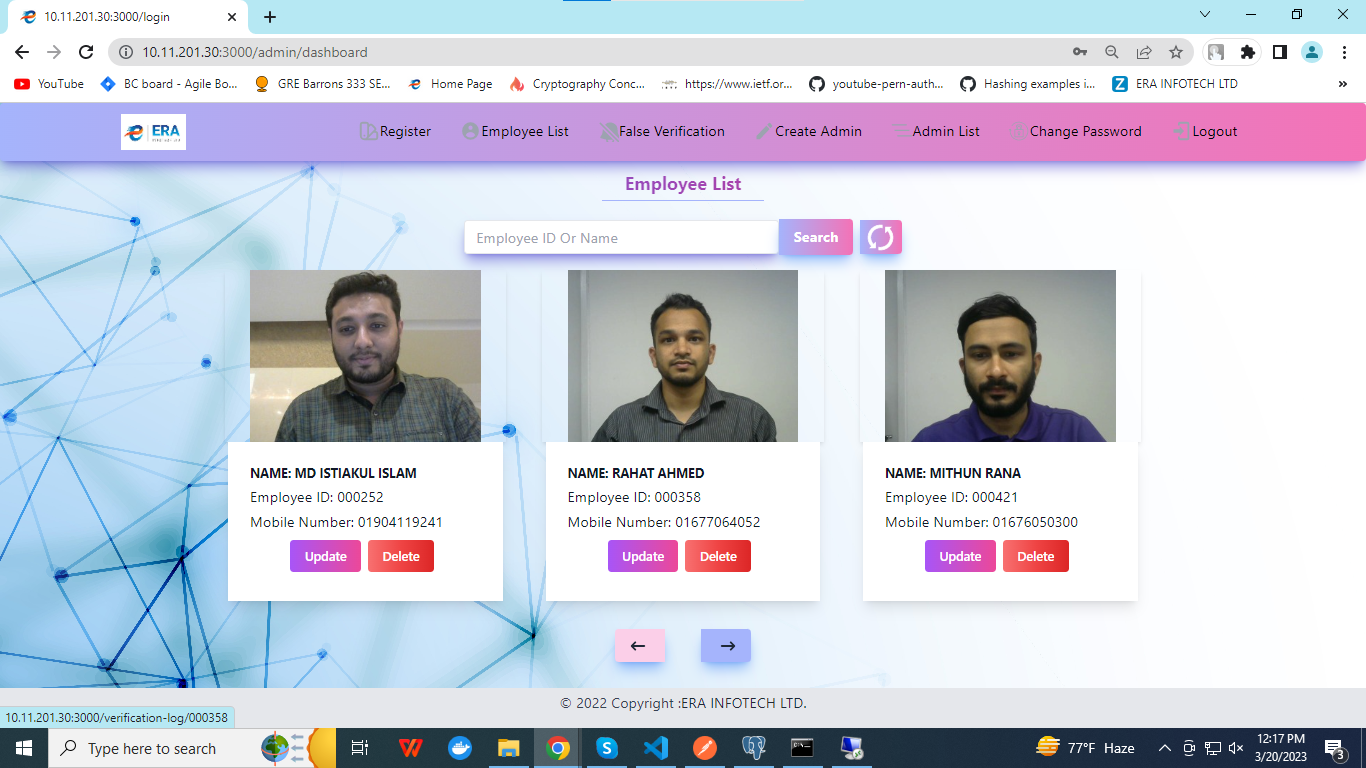 10.11.201.30:3000/login
10.11.201.30:3000/admin/dashboard
YouTube
BC board - Agile Bo...
GRE Barrons 333 SE...
Home Page
Cryptography Conc...
https://www.ietf.or...
youtube-pern-auth...
Hashing examples i...
ERA INFOTECH LTD
ERA
Register
Employee List
False Verification
Create Admin
Admin List
Change Password
Logout
Employee List
Employee ID Or Name
Search
NAME: MD ISTIAKUL ISLAM
Employee ID: 000252
Mobile Number: 01904119241
Update Delete
NAME: RAHAT AHMED
Employee ID: 000358
Mobile Number: 01677064052
Update Delete
NAME: MITHUN RANA
Employee ID: 000421
Mobile Number: 01676050300
Update Delete
© 2022 Copyright :ERA INFOTECH LTD.
10.11.201.30:3000/verification-log/000358
Type here to search
77°F Haze
12:17 PM
3/20/2023
3